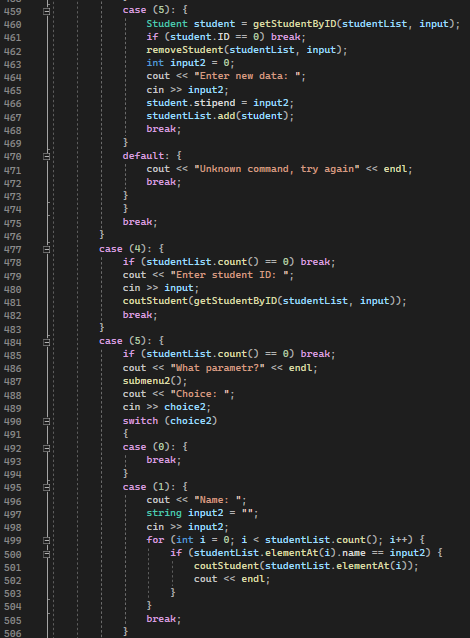 459 case (5): {
460 Student student = getStudentByID(studentList, input);
461 if (student.ID == 0) break;
462 removeStudent(studentList, input);
463 int input2 = 0;
464 cout << "Enter new data: ";
465 cin >> input2;
466 student.stipend = input2;
467 studentList.add(student);
468 break;
469 }
470 default: {
471 cout << "Unknown command, try again" << endl;
472 break;
473 }
474 }
475 break;
476 }
477 case (4): {
478 if (studentList.count() == 0) break;
479 cout << "Enter student ID: ";
480 cin >> input;
481 coutStudent(getStudentByID(studentList, input));
482 break;
483 }
484 case (5): {
485 if (studentList.count() == 0) break;
486 cout << "What parametr?" << endl;
487 submenu2();
488 cout << "Choice: ";
489 cin >> choice2;
490 switch (choice2)
491 {
492 case (0): {
493 break;
494 }
495 case (1): {
496 cout << "Name: ";
497 string input2 = "";
498 cin >> input2;
499 for (int i = 0; i < studentList.count(); i++) {
500 if (studentList.elementAt(i).name == input2) {
501 coutStudent(studentList.elementAt(i));
502 cout << endl;
503 }
504 }
505 break;
506 }